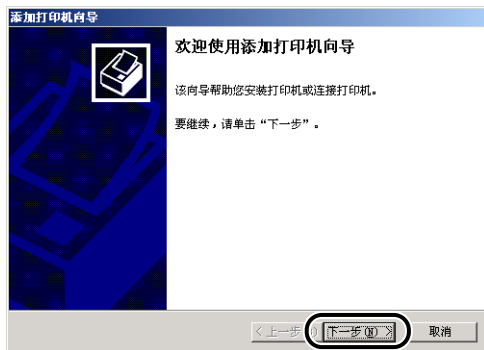 添加打印机向导
欢迎使用添加打印机向导
该向导帮助您安装打印机或连接打印机。
要继续，请单击“下一步”。
<上一步 下一步(N) > 取消